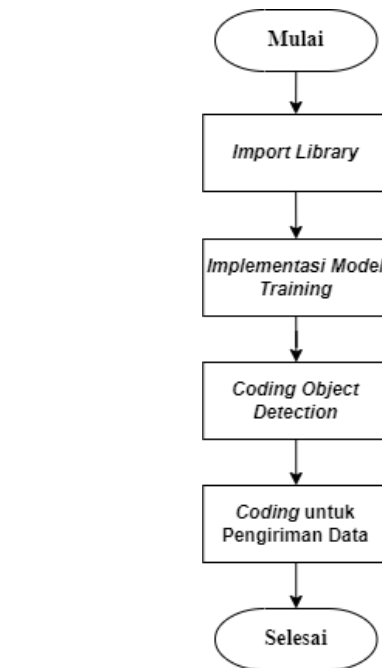 Mulai
Import Library
Implementasi Model
Training
Coding Object
Detection
Coding untuk
Pengiriman Data
Selesai